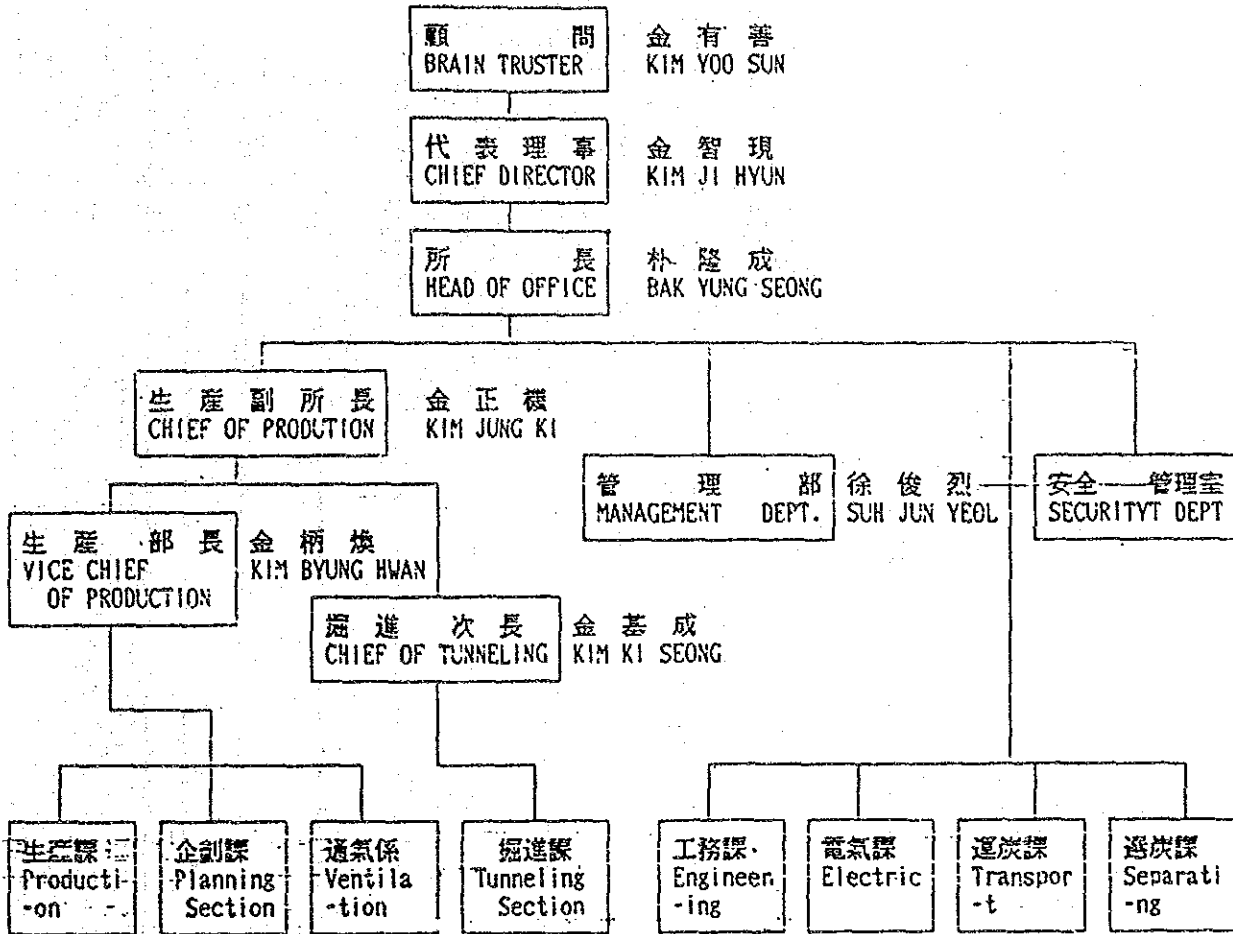 顧問 金有善
BRAIN TRUSTER KIM YOO SUN
代表理事 金智現
CHIEF DIRECTOR KIM JI HYUN
所長 朴隆成
HEAD OF OFFICE BAK YUNG SEONG
生産副所長 金正機
CHIEF OF PRODUTION KIM JUNG KI
管理部 徐俊烈 安全管理室
MANAGEMENT DEPT. SUH JUN YEOL SECURITYT DEPT
生産部長 金柄煥
VICE CHIEF KIM BYUNG HWAN
OF PRODUCTION
掘進次長 金基成
CHIEF OF TUNNELING KIM KI SEONG
生産課
Producti
-on
企劃課
Planning
Section
通氣係
Ventila
-tion
掘進課
Tunneling
Section
工務課
Engineer
-ing
電氣課
Electric
運炭課
Transpor
-t
選炭課
Separati
-ng